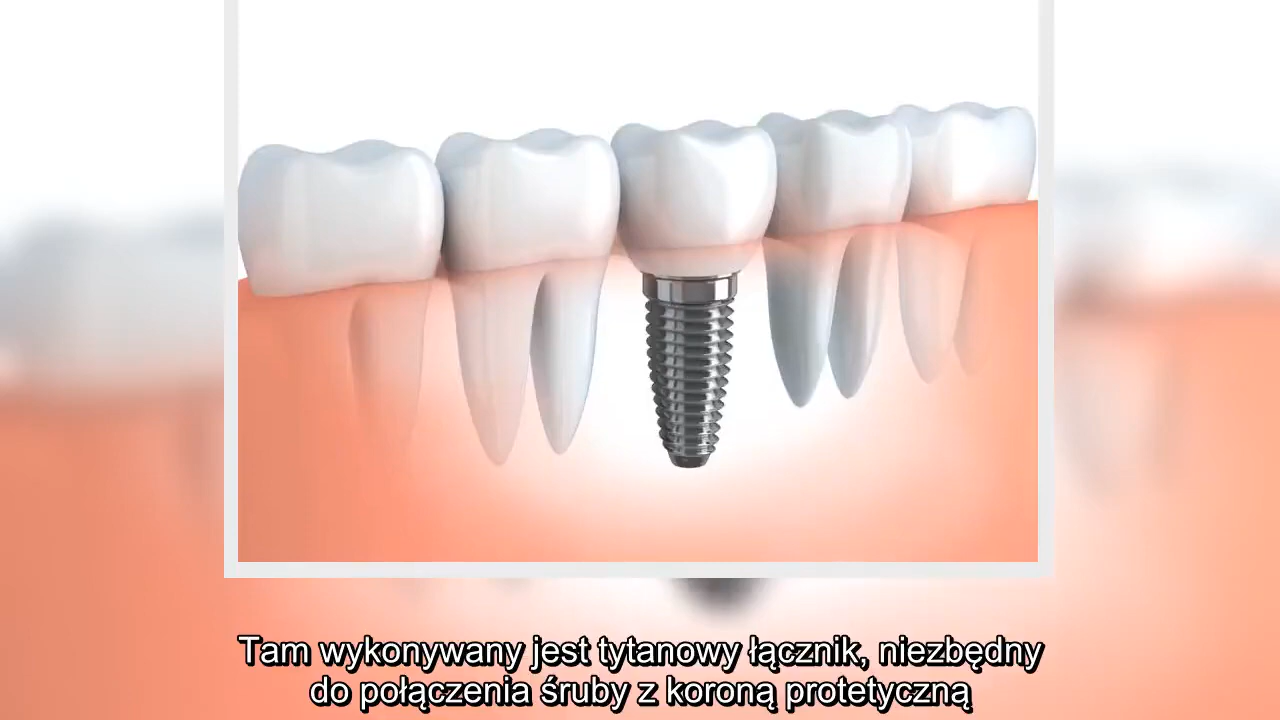 Tam wykonywany jest tytanowy łącznik, niezbędny
do połączenia śruby z koroną protetyczną